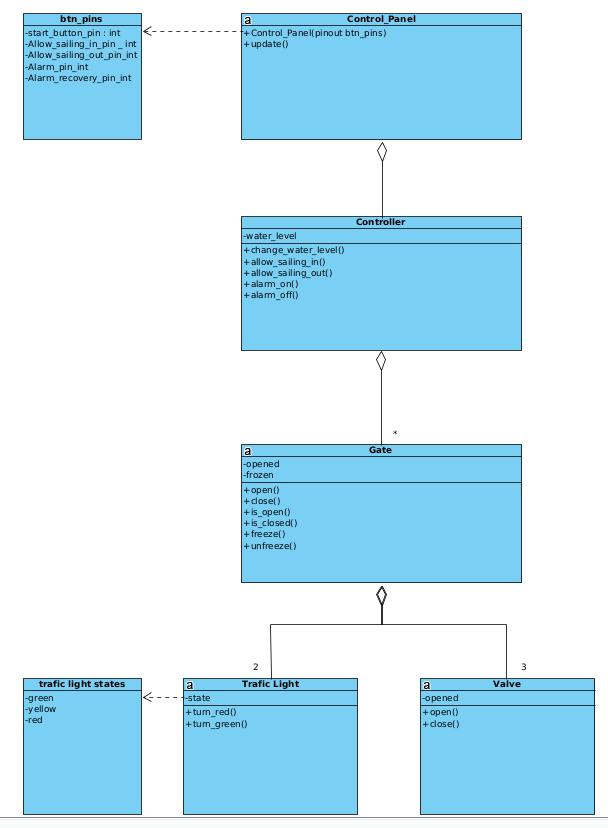 btn_pins
-start_button_pin : int
-Allow_sailing_in_pin _ int
-Allow_sailing_out_pin_int
-Alarm_pin_int
-Alarm_recovery_pin_int
a
Control_Panel
+Control_Panel(pinout btn_pins)
+update()
Controller
-water_level
+change_water_level()
+allow_sailing_in()
+allow_sailing_out()
+alarm_on()
+alarm_off()
*
a
Gate
-opened
-frozen
+open()
+close()
+is_open()
+is_closed()
+freeze()
+unfreeze()
2
3
trafic light states
-green
-yellow
-red
a
Trafic Light
-state
+turn_red()
+turn_green()
a
Valve
-opened
+open()
+close()